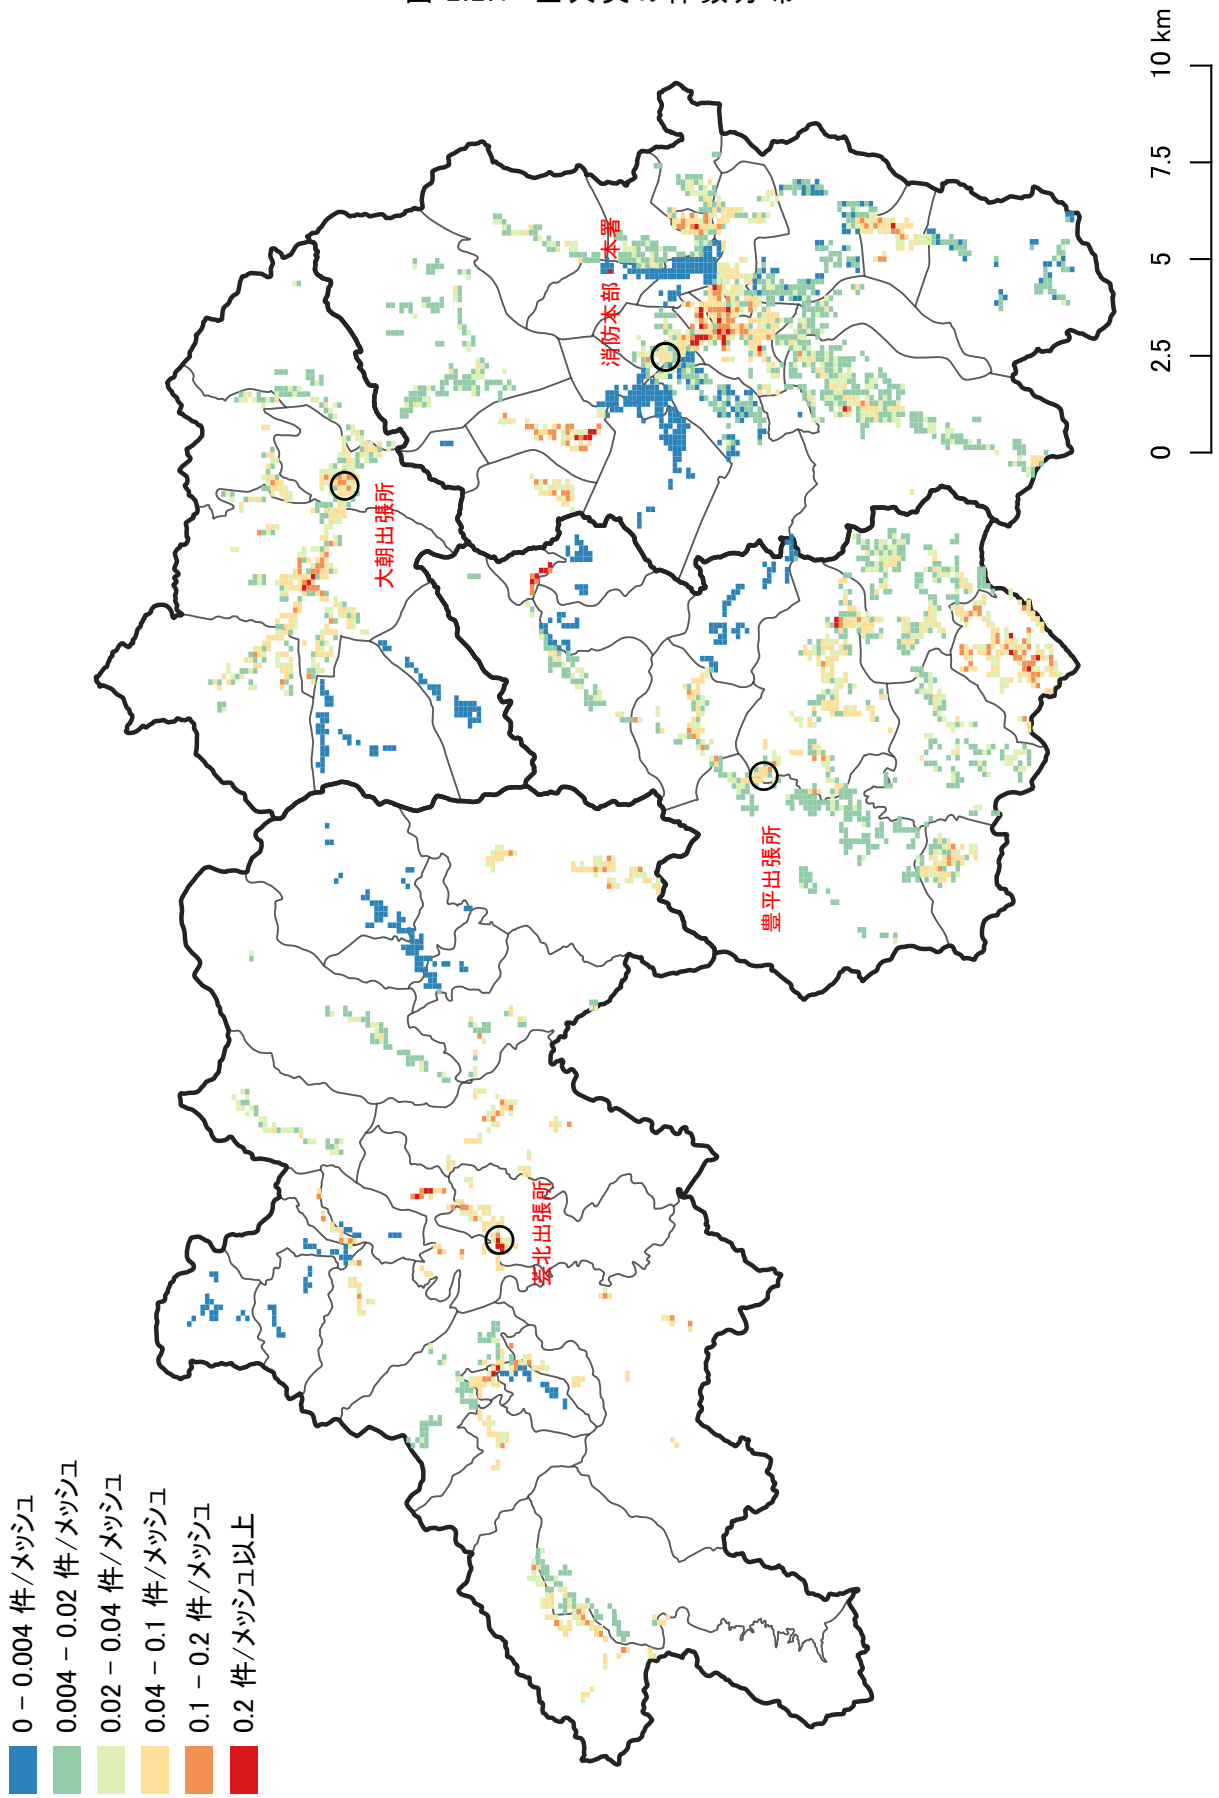 0 − 0.004 件/メッシュ
0.004 − 0.02 件/メッシュ
0.02 − 0.04 件/メッシュ
0.04 − 0.1 件/メッシュ
0.1 − 0.2 件/メッシュ
0.2 件/メッシュ以上
芸北出張所
豊平出張所
大朝出張所
消防本部・本署
0 2.5 5 7.5 10 km